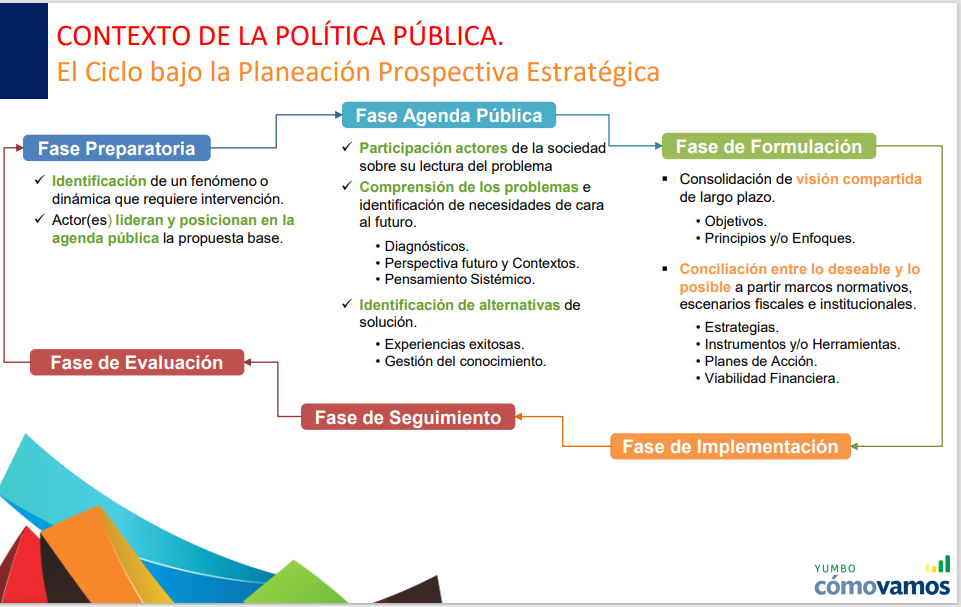 CONTEXTO DE LA POLÍTICA PÚBLICA.
El Ciclo bajo la Planeación Prospectiva Estratégica
Fase Preparatoria
✓ Identificación de un fenómeno o
dinámica que requiere intervención.
✓ Actor(es) lideran y posicionan en la
agenda pública la propuesta base.
Fase Agenda Pública
✓ Participación actores de la sociedad
sobre su lectura del problema
✓ Comprensión de los problemas e
identificación de necesidades de cara
al futuro.
• Diagnósticos.
• Perspectiva futuro y Contextos.
• Pensamiento Sistémico.
✓ Identificación de alternativas de
solución.
• Experiencias exitosas.
• Gestión del conocimiento.
Fase de Formulación
▪ Consolidación de visión compartida
de largo plazo.
• Objetivos.
• Principios y/o Enfoques.
▪ Conciliación entre lo deseable y lo
posible a partir marcos normativos,
escenarios fiscales e institucionales.
• Estrategias.
• Instrumentos y/o Herramientas.
• Planes de Acción.
• Viabilidad Financiera.
Fase de Implementación
Fase de Seguimiento
Fase de Evaluación
YUMBO
cómovamos